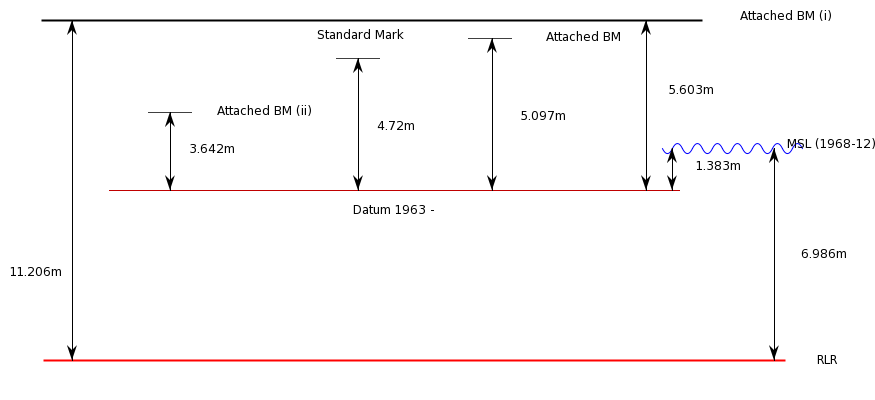 Attached BM (i)
Standard Mark
Attached BM
5.603m
Attached BM (ii)
5.097m
4.72m
MSL (1968-12)
3.642m
1.383m
Datum 1963 -
6.986m
11.206m
RLR